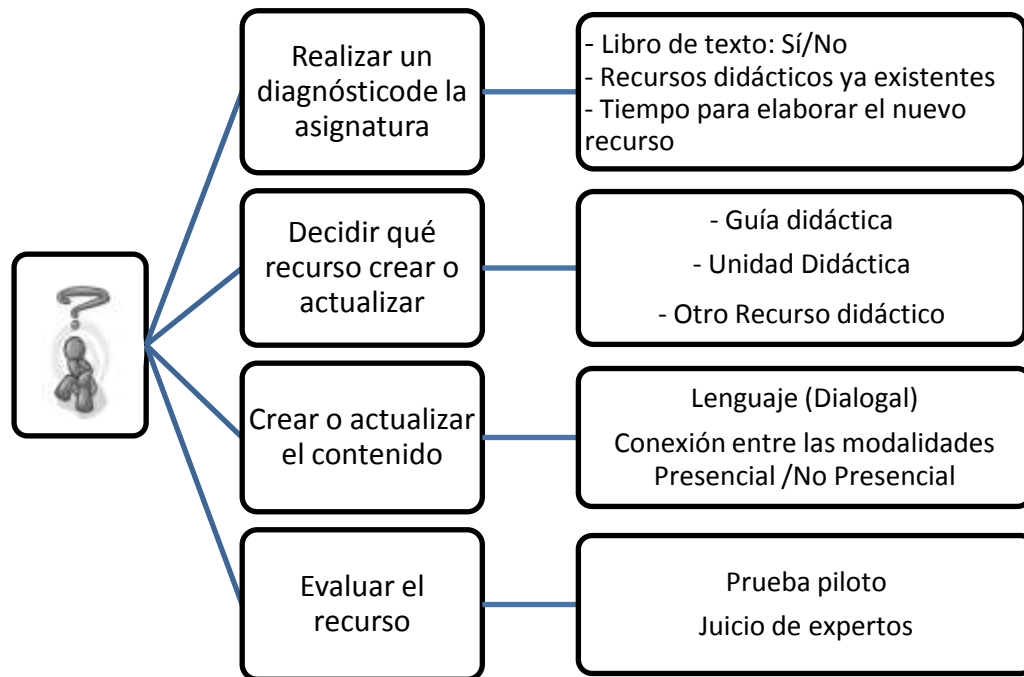 Realizar un
diagnósticode la
asignatura
- Libro de texto: Sí/No
- Recursos didácticos ya existentes
- Tiempo para elaborar el nuevo
recurso
Decidir qué
recurso crear o
actualizar
- Guía didáctica
- Unidad Didáctica
- Otro Recurso didáctico
Crear o actualizar
el contenido
Lenguaje (Dialogal)
Conexión entre las modalidades
Presencial /No Presencial
Evaluar el
recurso
Prueba piloto
Juicio de expertos